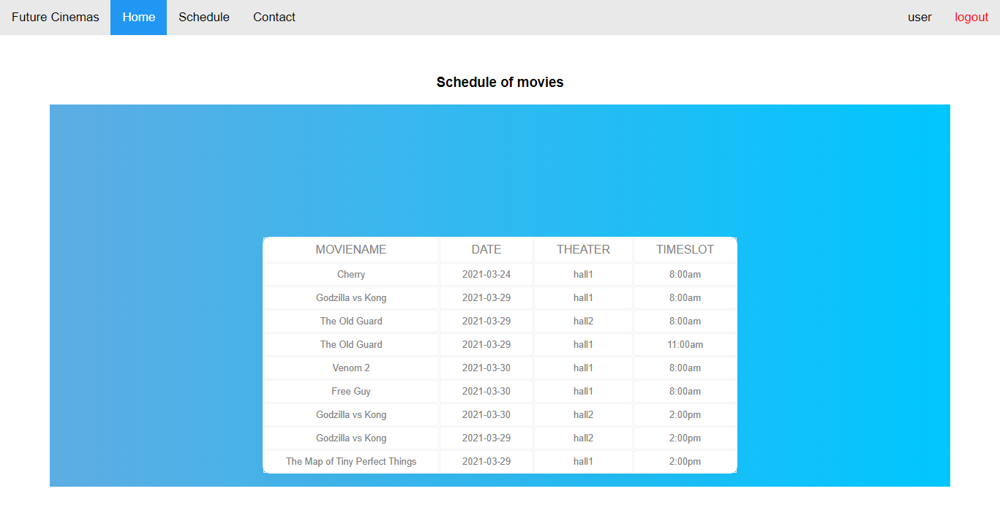 Future Cinemas Home Schedule Contact user logout
Schedule of movies
MOVIENAME DATE THEATER TIMESLOT
Cherry 2021-03-24 hall1 8:00am
Godzilla vs Kong 2021-03-29 hall1 8:00am
The Old Guard 2021-03-29 hall2 8:00am
The Old Guard 2021-03-29 hall1 11:00am
Venom 2 2021-03-30 hall1 8:00am
Free Guy 2021-03-30 hall1 8:00am
Godzilla vs Kong 2021-03-30 hall2 2:00pm
Godzilla vs Kong 2021-03-29 hall2 2:00pm
The Map of Tiny Perfect Things 2021-03-29 hall1 2:00pm